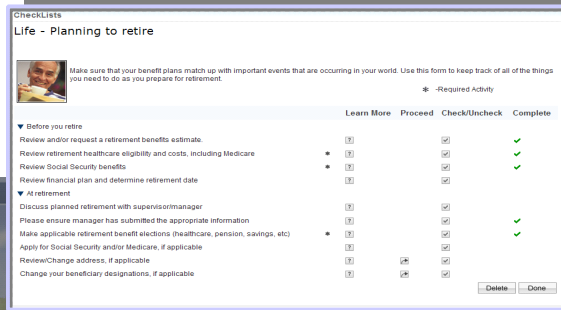 CheckLists
Life - Planning to retire
Make sure that your benefit plans match up with important events that are occurring in your world. Use this form to keep track of all of the things
you need to do as you prepare for retirement.
* -Required Activity
Learn More Proceed Check/Uncheck Complete
▼ Before you retire
Review and/or request a retirement benefits estimate. ?
Review retirement healthcare eligibility and costs, including Medicare * ?
Review Social Security benefits * ?
Review financial plan and determine retirement date ?
▼ At retirement
Discuss planned retirement with supervisor/manager ?
Please ensure manager has submitted the appropriate information ?
Make applicable retirement benefit elections (healthcare, pension, savings, etc) * ?
Apply for Social Security and/or Medicare, if applicable ?
Review/Change address, if applicable ?
Change your beneficiary designations, if applicable ?
Delete Done